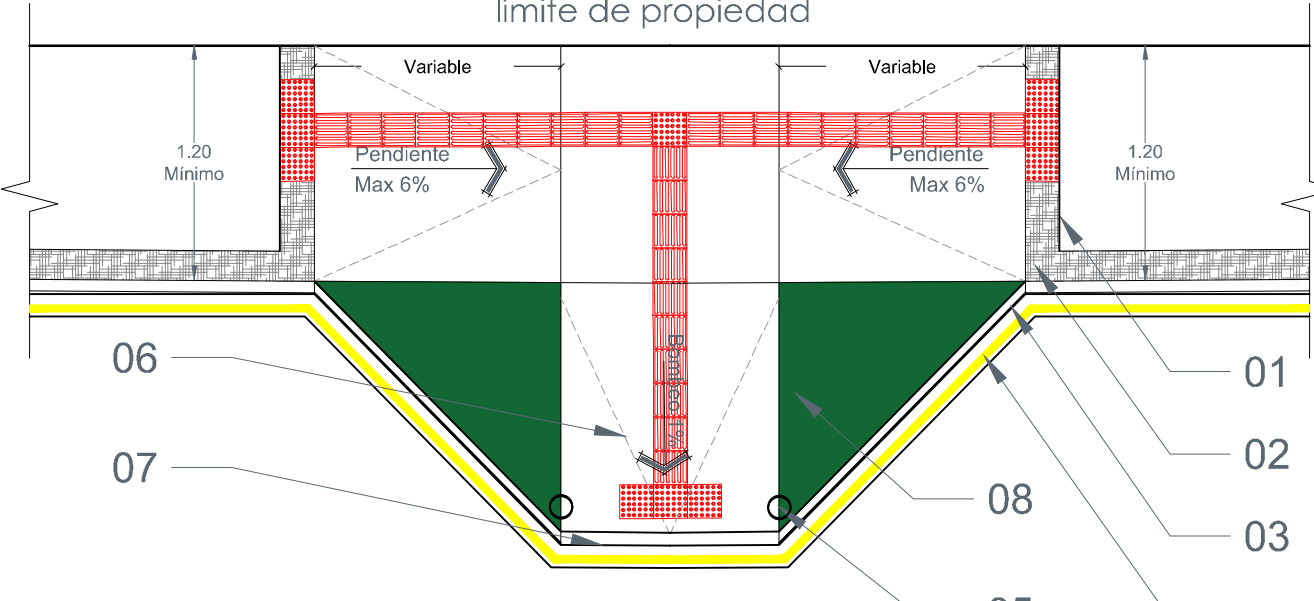 límite de propiedad
Variable
Variable
1.20
Mínimo
Pendiente
Max 6%
Pendiente
Max 6%
1.20
Mínimo
Bombeo 1%
06
01
07
02
08
03